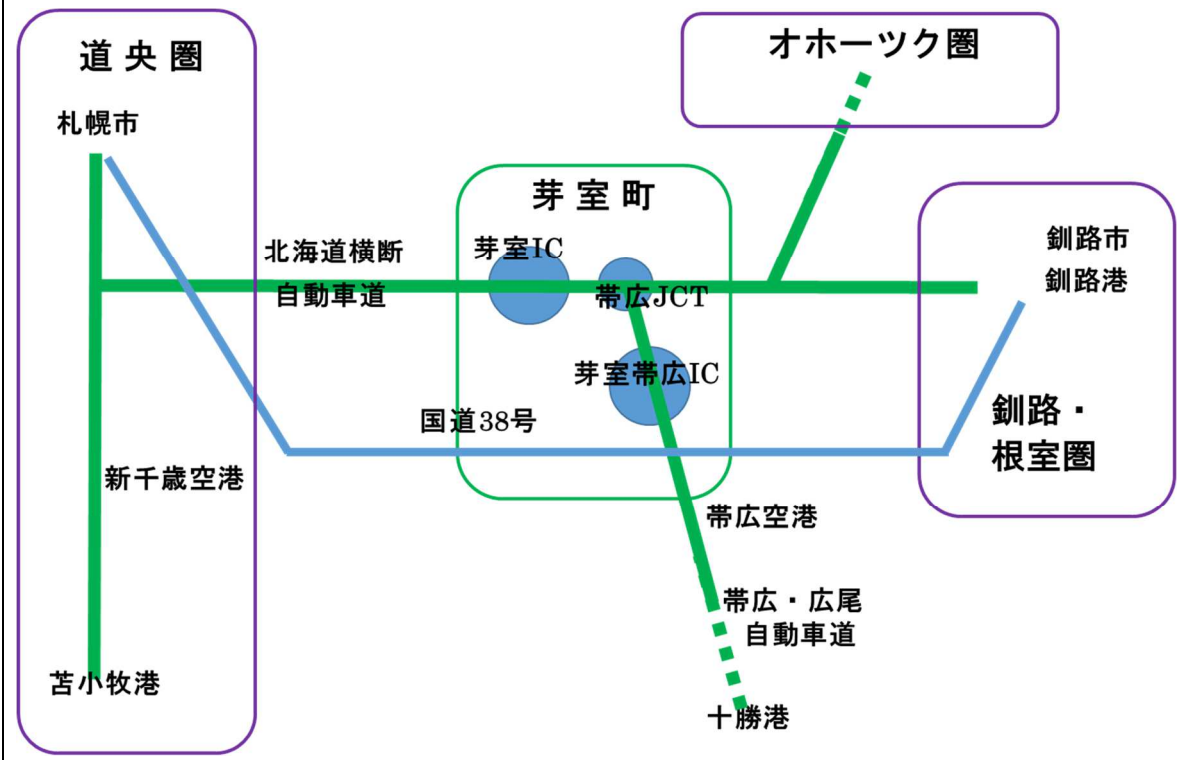 道央圏
オホーツク圏
札幌市
芽室町
釧路市
釧路港
芽室IC
北海道横断
自動車道
帯広JCT
芽室帯広IC
国道38号
釧路・
根室圏
新千歳空港
帯広空港
帯広・広尾
自動車道
苫小牧港
十勝港